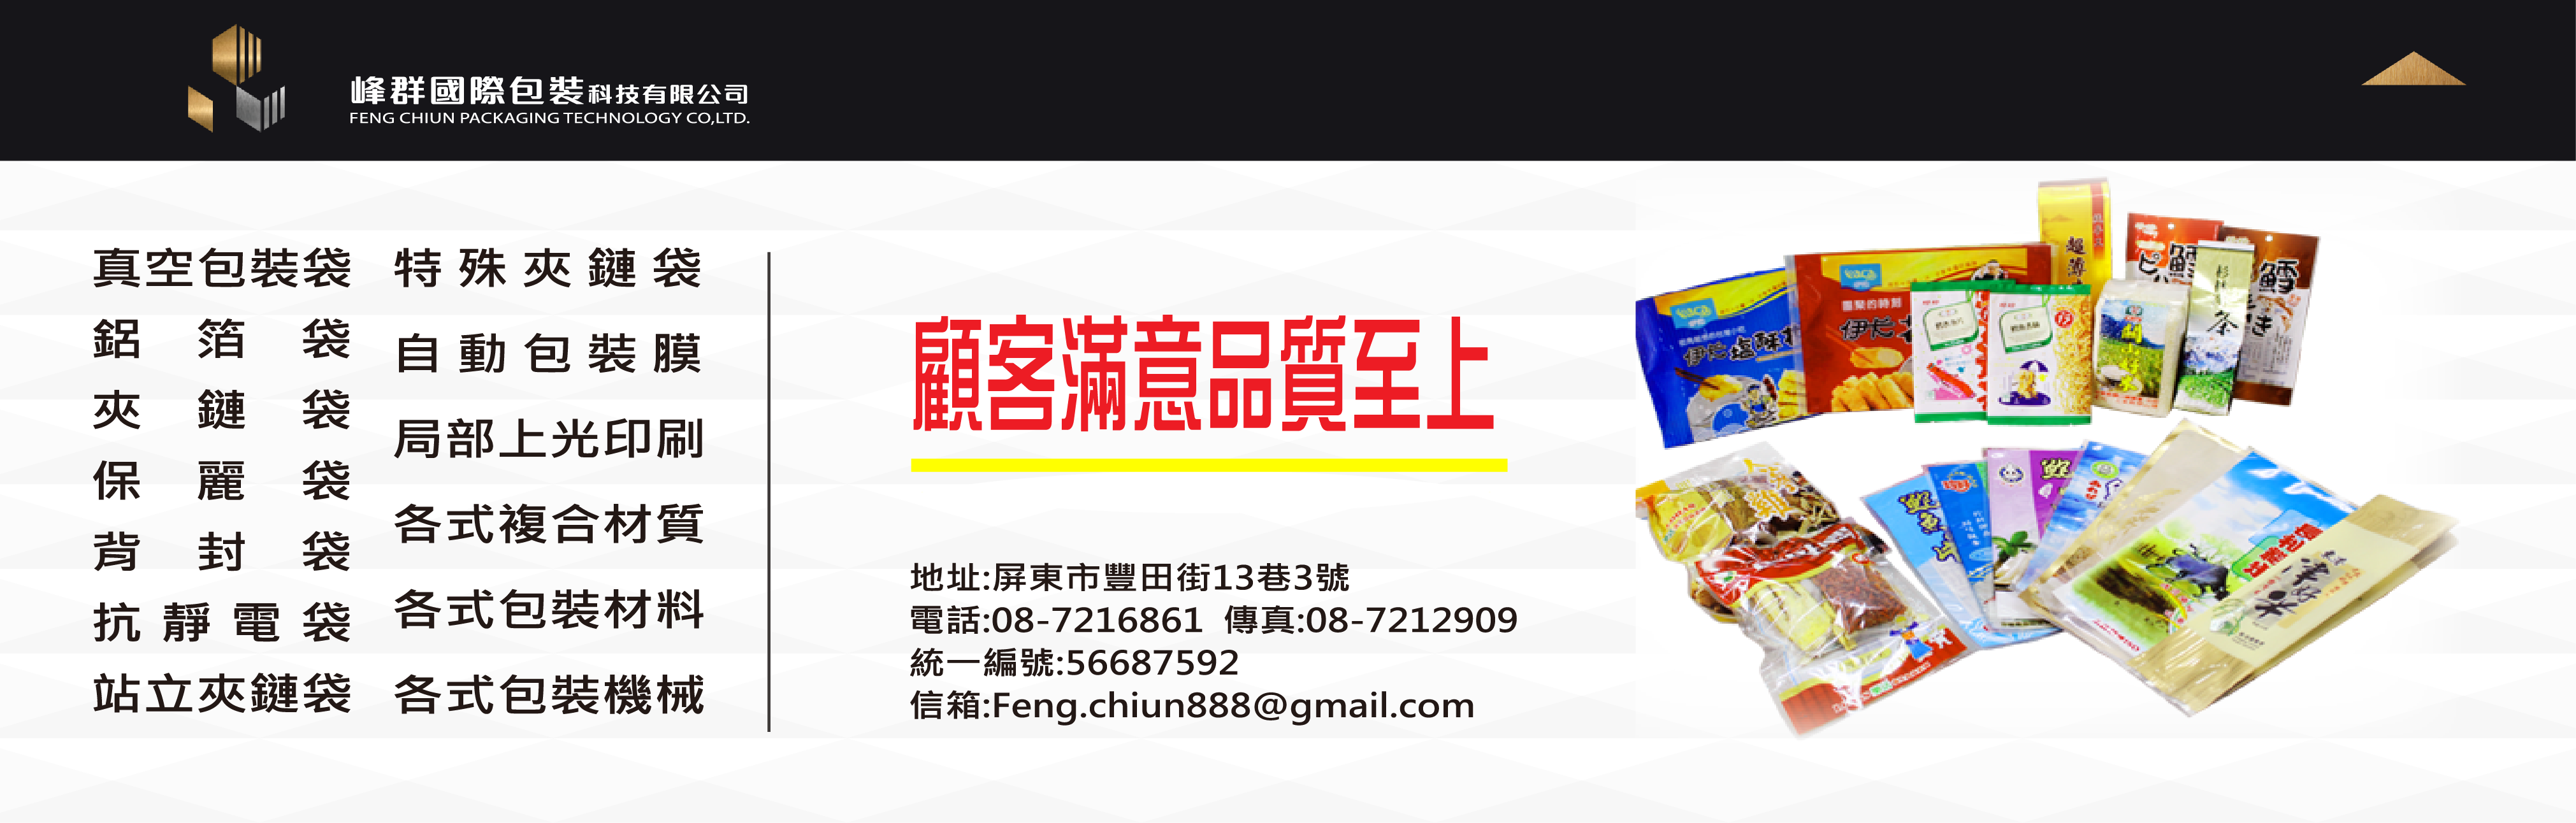 峰群國際包裝科技有限公司
FENG CHIUN PACKAGING TECHNOLOGY CO,LTD.
真空包裝袋
鋁箔袋
夾鏈袋
保麗袋
背封袋
抗靜電袋
站立夾鏈袋
特殊夾鏈袋
自動包裝膜
局部上光印刷
各式複合材質
各式包裝材料
各式包裝機械
顧客滿意品質至上
地址:屏東市豐田街13巷3號
電話:08-7216861 傳真:08-7212909
統一編號:56687592
信箱:Feng.chiun888@gmail.com
超薄
鱈
茶